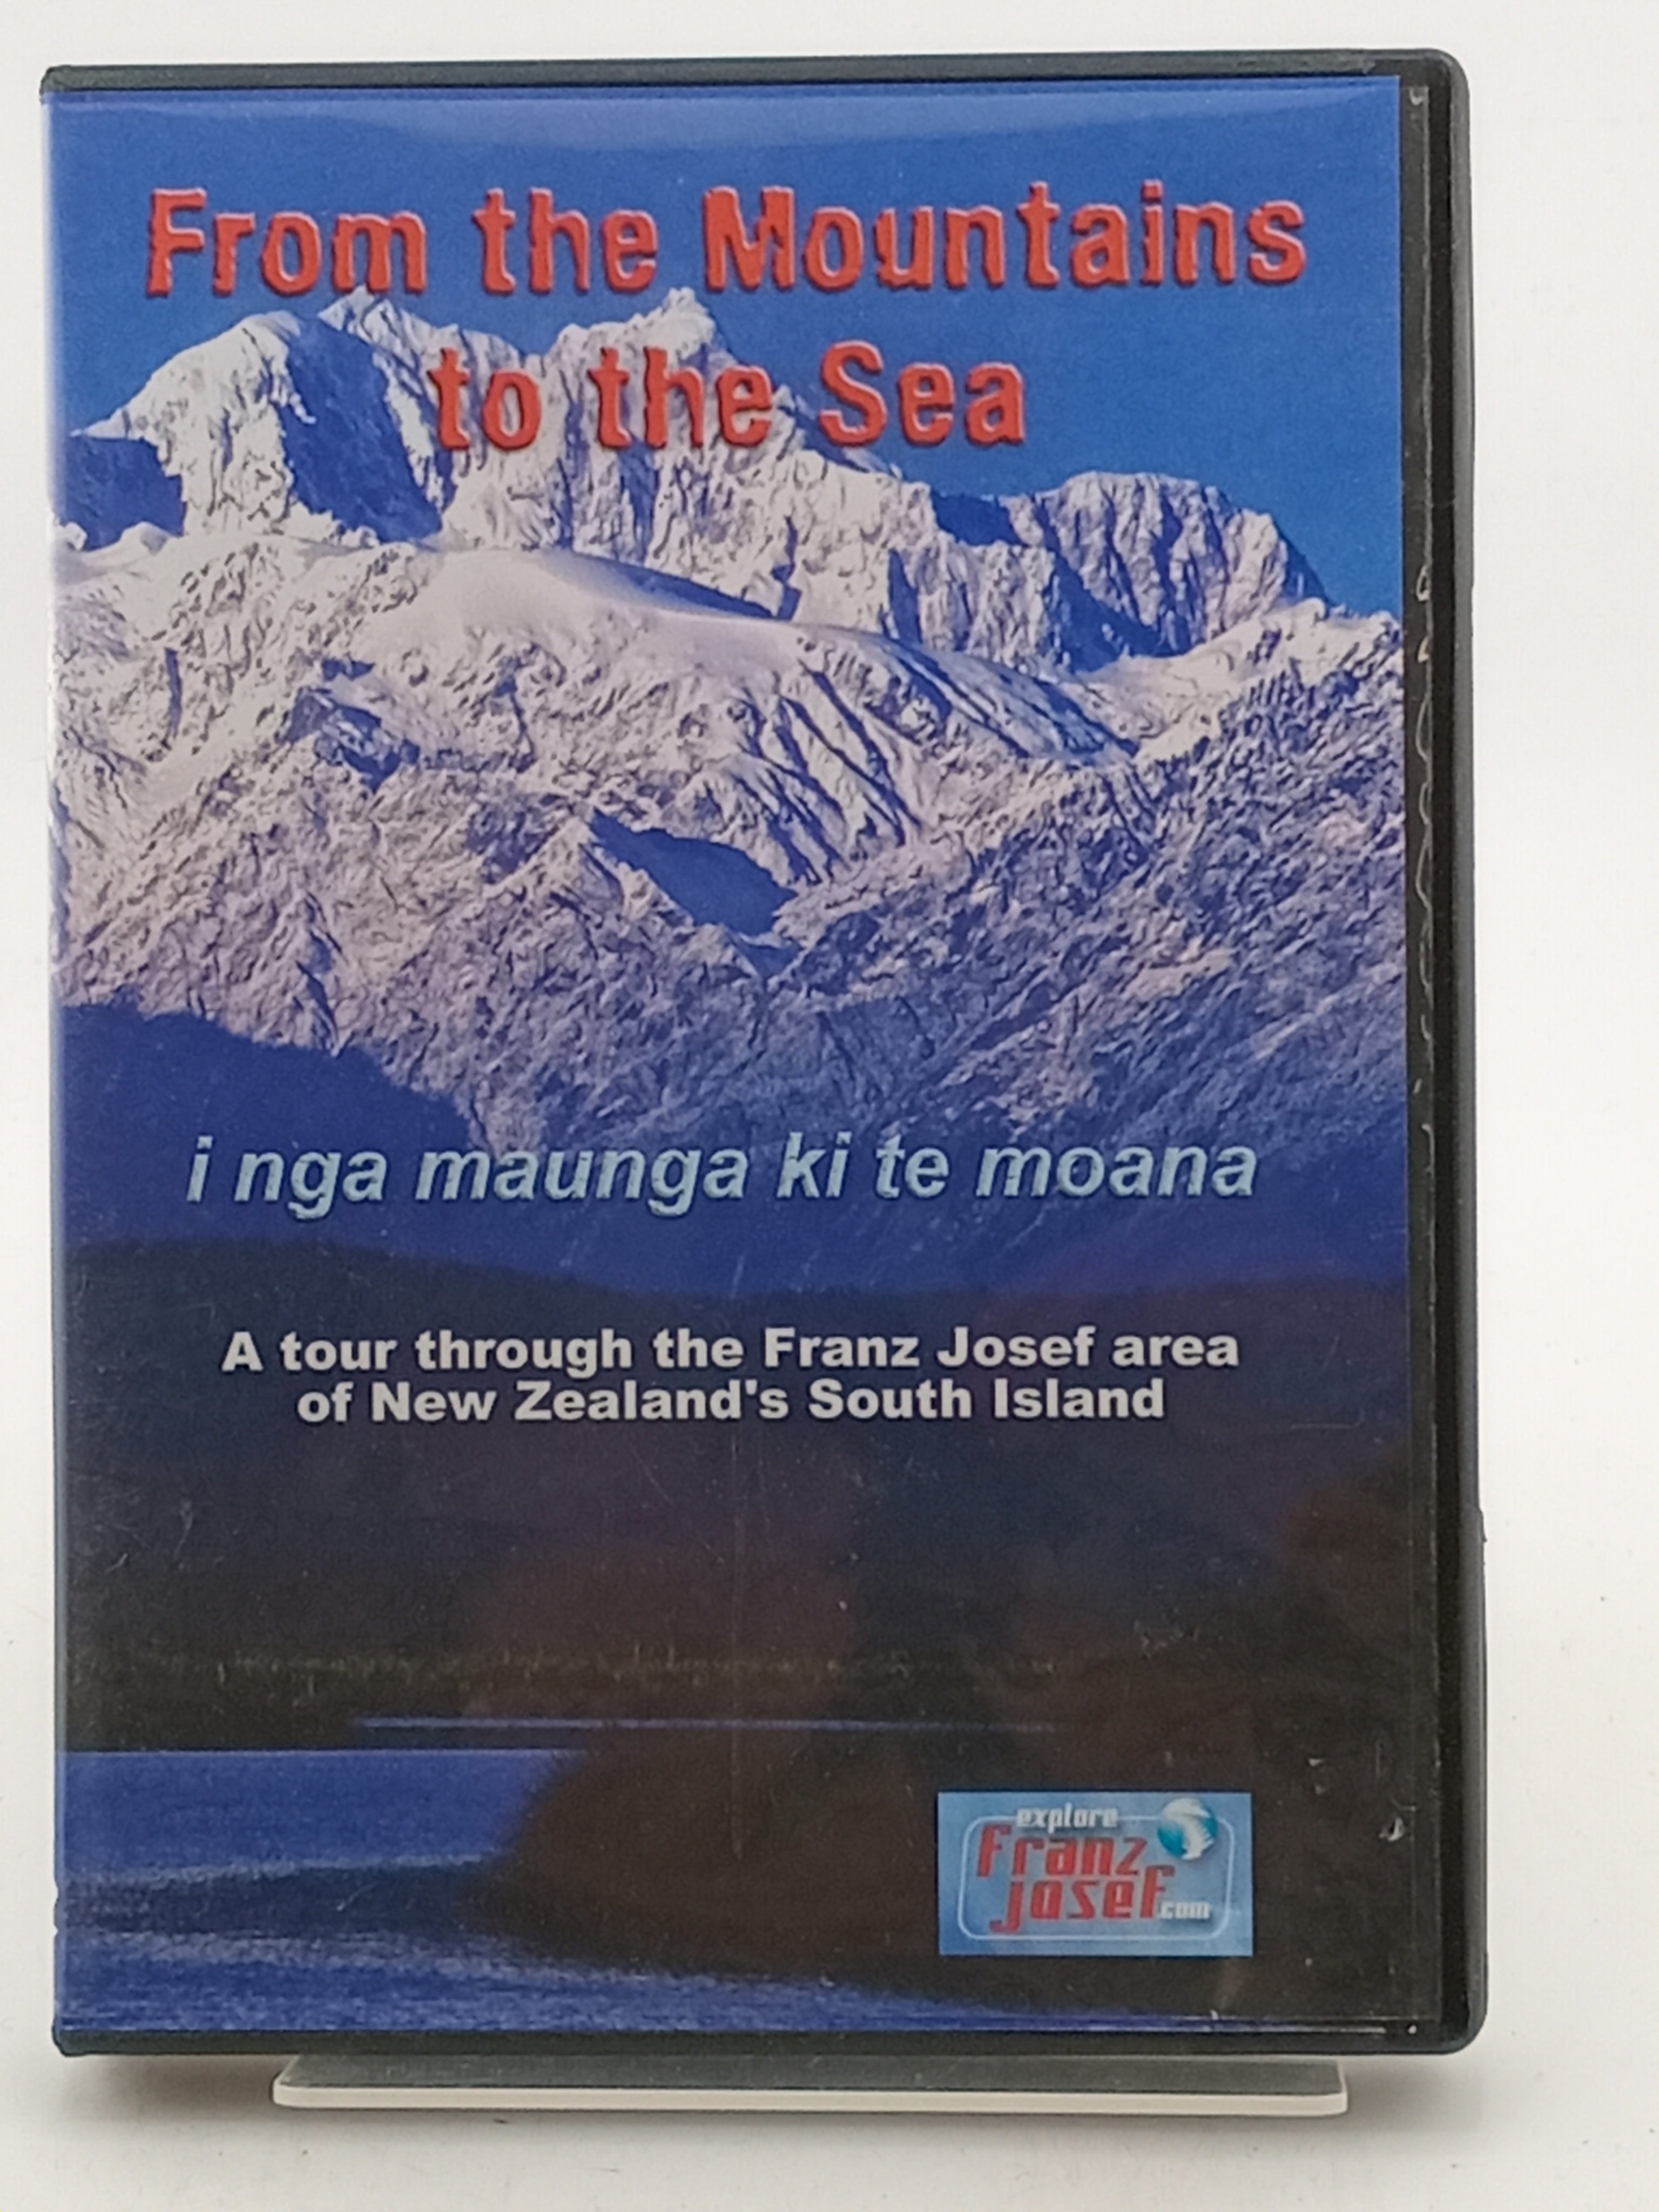 From the Mountains
to the Sea
i nga maunga ki te moana
A tour through the Franz Josef area
of New Zealand's South Island
explore
Franz
josef.com